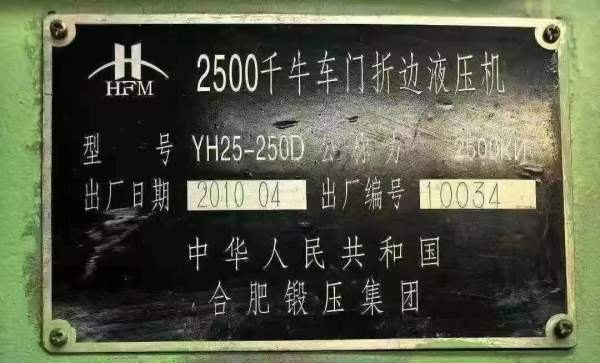 HFM
2500千牛车门折边液压机
型 号 YH25-250D 公称力 2500KN
出厂日期 2010 04 出厂编号 10034
中华人民共和国
合肥锻压集团